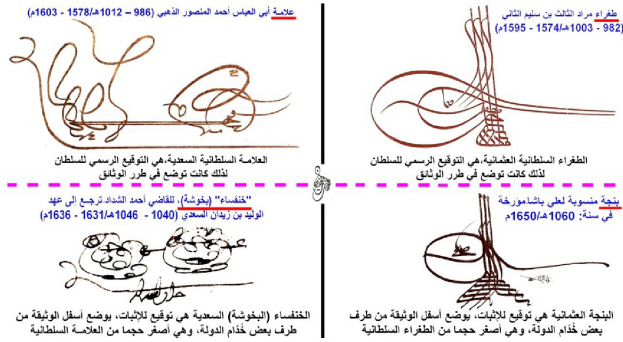 طغراء مراد الثالث بن سليم الثاني
(982 - 1003هـ/1574 - 1595م)
الطغراء السلطانية العثمانية، هي التوقيع الرسمي للسلطان
لذلك كانت توضع في طرر الوثائق
علامة أبي العباس أحمد المنصور الذهبي (986 - 1012هـ/1578 - 1603م)
العلامة السلطانية السعدية، هي التوقيع الرسمي للسلطان
لذلك كانت توضع في طرر الوثائق
بنجة منسوبة لعلي باشا مورخة
في سنة: 1060هـ/1650م
البنجة العثمانية هي توقيع للإثبات، يوضع أسفل الوثيقة من طرف
بعض خُدّام الدولة، وهي أصغر حجما من الطغراء السلطانية
"خنفساء" (بخوشة)، للقاضي أحمد الشداد ترجع الى عهد
الوليد بن زيدان السعدي (1040 - 1046هـ/1631 - 1636م)
الخنفساء (البخوشة) السعدية هي توقيع للإثبات، يوضع أسفل الوثيقة من
طرف بعض خُدّام الدولة، وهي أصغر حجما من العلامة السلطانية